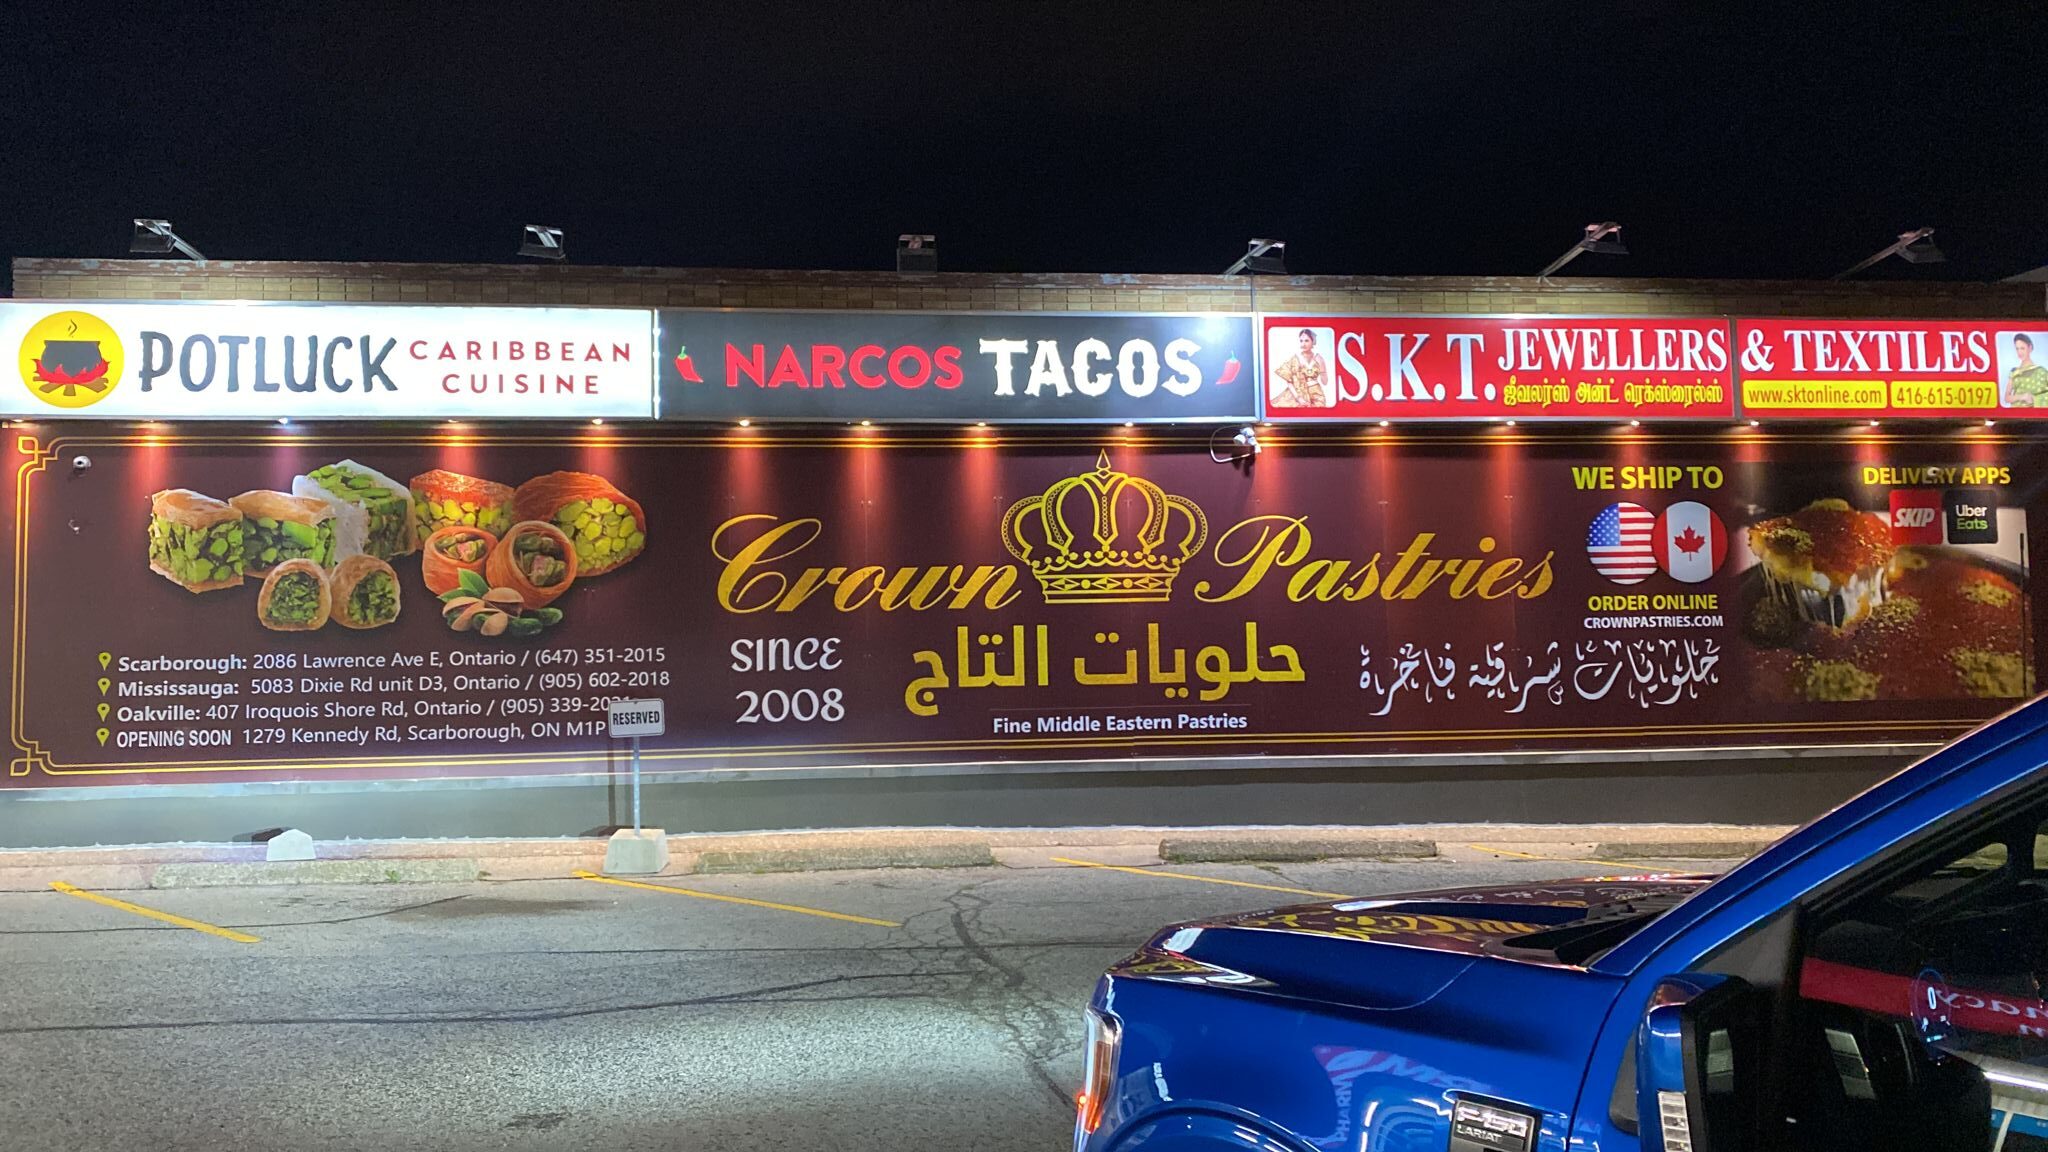 POTLUCK
CARIBBEAN
CUISINE
NARCOS TACOS
S.K.T. JEWELLERS
ஜீவலர்ஸ் அன்ட் ரெக்ஸ்ரைல்ஸ்
& TEXTILES
www.sktonline.com
416-615-0197
Crown Pastries
SINCE
2008
حلويات التاج
Fine Middle Eastern Pastries
Scarborough: 2086 Lawrence Ave E, Ontario / (647) 351-2015
Mississauga: 5083 Dixie Rd unit D3, Ontario / (905) 602-2018
Oakville: 407 Iroquois Shore Rd, Ontario / (905) 339-
OPENING SOON 1279 Kennedy Rd, Scarborough, ON M1P
RESERVED
WE SHIP TO
ORDER ONLINE
CROWNPASTRIES.COM
حلويات شرقية فاخرة
DELIVERY APPS
SKIP
Uber
Eats
F-150
LARIAT